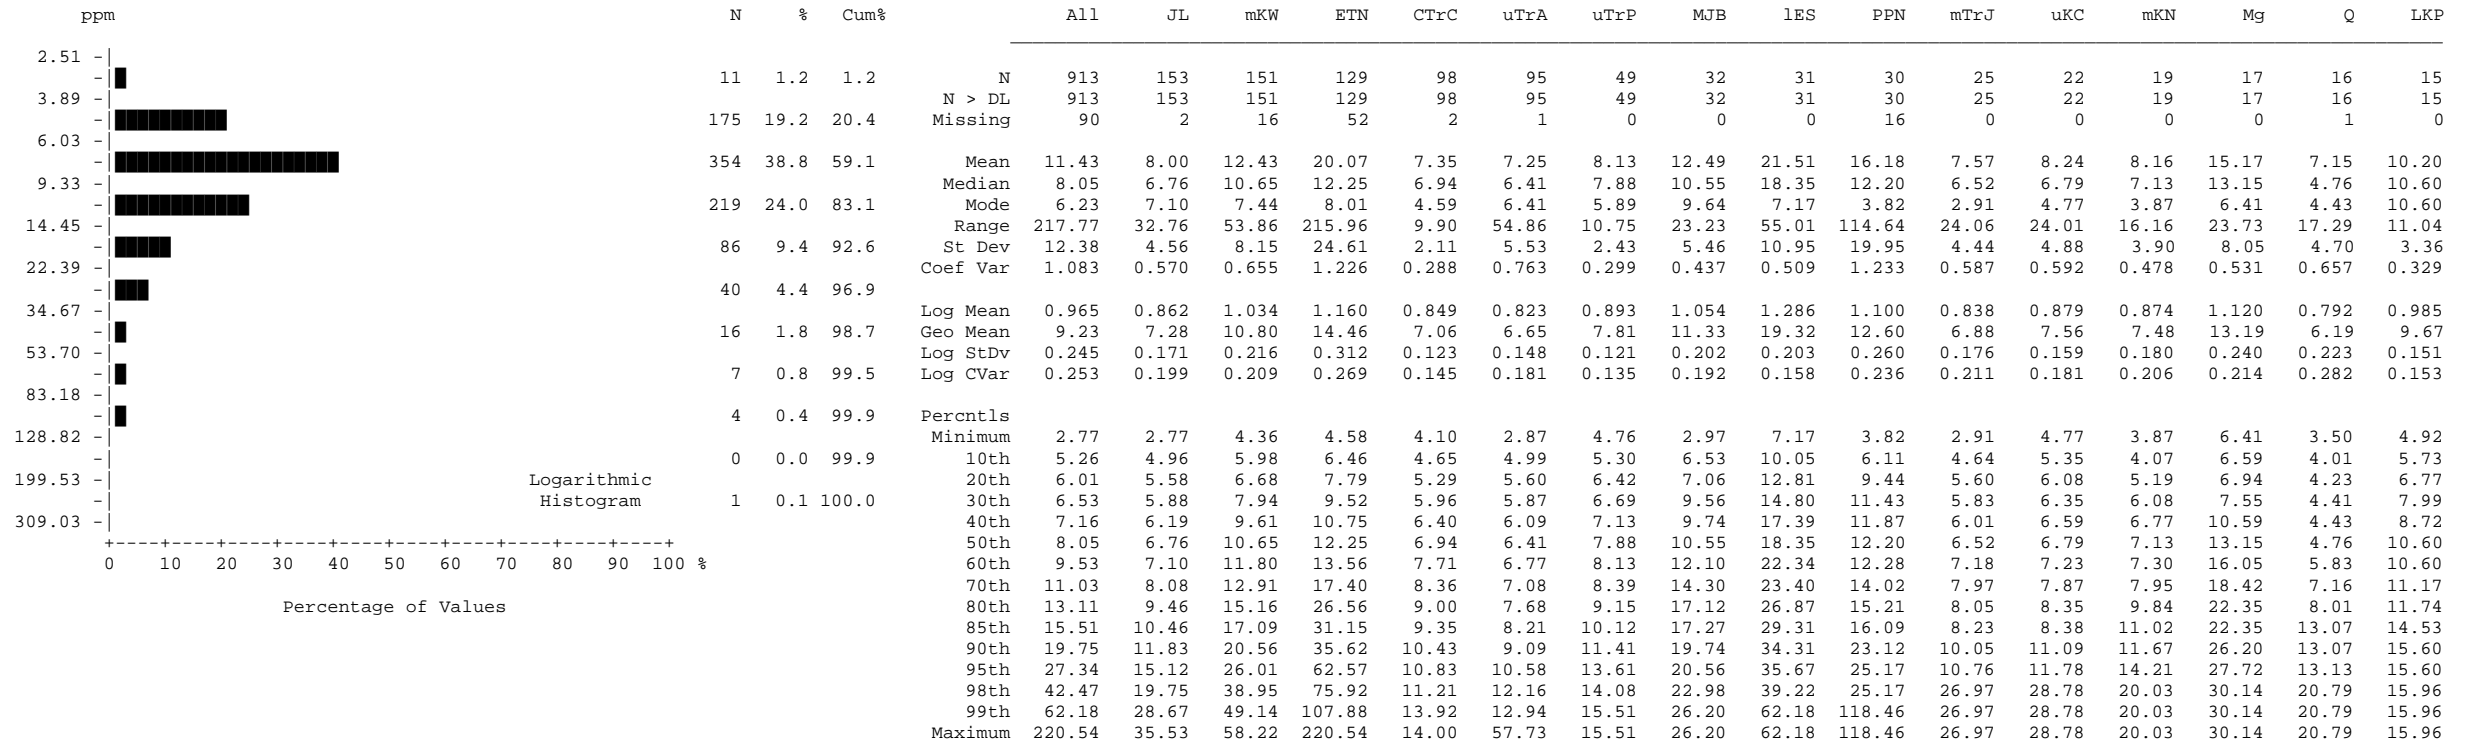 ppm N % Cum% All JL mKW ETN CTrC uTrA uTrP MJB lES PPN mTrJ uKC mKN Mg Q LKP
2.51
11 1.2 1.2 N 913 153 151 129 98 95 49 32 31 30 25 22 19 17 16 15
3.89 N > DL 913 153 151 129 98 95 49 32 31 30 25 22 19 17 16 15
175 19.2 20.4 Missing 90 2 16 52 2 1 0 0 0 16 0 0 0 0 1 0
6.03
354 38.8 59.1 Mean 11.43 8.00 12.43 20.07 7.35 7.25 8.13 12.49 21.51 16.18 7.57 8.24 8.16 15.17 7.15 10.20
9.33 Median 8.05 6.76 10.65 12.25 6.94 6.41 7.88 10.55 18.35 12.20 6.52 6.79 7.13 13.15 4.76 10.60
219 24.0 83.1 Mode 6.23 7.10 7.44 8.01 4.59 6.41 5.89 9.64 7.17 3.82 2.91 4.77 3.87 6.41 4.43 10.60
14.45 Range 217.77 32.76 53.86 215.96 9.90 54.86 10.75 23.23 55.01 114.64 24.06 24.01 16.16 23.73 17.29 11.04
86 9.4 92.6 St Dev 12.38 4.56 8.15 24.61 2.11 5.53 2.43 5.46 10.95 19.95 4.44 4.88 3.90 8.05 4.70 3.36
22.39 Coef Var 1.083 0.570 0.655 1.226 0.288 0.763 0.299 0.437 0.509 1.233 0.587 0.592 0.478 0.531 0.657 0.329
40 4.4 96.9
34.67 Log Mean 0.965 0.862 1.034 1.160 0.849 0.823 0.893 1.054 1.286 1.100 0.838 0.879 0.874 1.120 0.792 0.985
16 1.8 98.7 Geo Mean 9.23 7.28 10.80 14.46 7.06 6.65 7.81 11.33 19.32 12.60 6.88 7.56 7.48 13.19 6.19 9.67
53.70 Log StDv 0.245 0.171 0.216 0.312 0.123 0.148 0.121 0.202 0.203 0.260 0.176 0.159 0.180 0.240 0.223 0.151
7 0.8 99.5 Log CVar 0.253 0.199 0.209 0.269 0.145 0.181 0.135 0.192 0.158 0.236 0.211 0.181 0.206 0.214 0.282 0.153
83.18
4 0.4 99.9 Percntls
128.82 Minimum 2.77 2.77 4.36 4.58 4.10 2.87 4.76 2.97 7.17 3.82 2.91 4.77 3.87 6.41 3.50 4.92
0 0.0 99.9 10th 5.26 4.96 5.98 6.46 4.65 4.99 5.30 6.53 10.05 6.11 4.64 5.35 4.07 6.59 4.01 5.73
199.53 Logarithmic 20th 6.01 5.58 6.68 7.79 5.29 5.60 6.42 7.06 12.81 9.44 5.60 6.08 5.19 6.94 4.23 6.77
Histogram 1 0.1 100.0 30th 6.53 5.88 7.94 9.52 5.96 5.87 6.69 9.56 14.80 11.43 5.83 6.35 6.08 7.55 4.41 7.99
309.03 40th 7.16 6.19 9.61 10.75 6.40 6.09 7.13 9.74 17.39 11.87 6.01 6.59 6.77 10.59 4.43 8.72
50th 8.05 6.76 10.65 12.25 6.94 6.41 7.88 10.55 18.35 12.20 6.52 6.79 7.13 13.15 4.76 10.60
0 10 20 30 40 50 60 70 80 90 100 % 60th 9.53 7.10 11.80 13.56 7.71 6.77 8.13 12.10 22.34 12.28 7.18 7.23 7.30 16.05 5.83 10.60
70th 11.03 8.08 12.91 17.40 8.36 7.08 8.39 14.30 23.40 14.02 7.97 7.87 7.95 18.42 7.16 11.17
Percentage of Values 80th 13.11 9.46 15.16 26.56 9.00 7.68 9.15 17.12 26.87 15.21 8.05 8.35 9.84 22.35 8.01 11.74
85th 15.51 10.46 17.09 31.15 9.35 8.21 10.12 17.27 29.31 16.09 8.23 8.38 11.02 22.35 13.07 14.53
90th 19.75 11.83 20.56 35.62 10.43 9.09 11.41 19.74 34.31 23.12 10.05 11.09 11.67 26.20 13.07 15.60
95th 27.34 15.12 26.01 62.57 10.83 10.58 13.61 20.56 35.67 25.17 10.76 11.78 14.21 27.72 13.13 15.60
98th 42.47 19.75 38.95 75.92 11.21 12.16 14.08 22.98 39.22 25.17 26.97 28.78 20.03 30.14 20.79 15.96
99th 62.18 28.67 49.14 107.88 13.92 12.94 15.51 26.20 62.18 118.46 26.97 28.78 20.03 30.14 20.79 15.96
Maximum 220.54 35.53 58.22 220.54 14.00 57.73 15.51 26.20 62.18 118.46 26.97 28.78 20.03 30.14 20.79 15.96